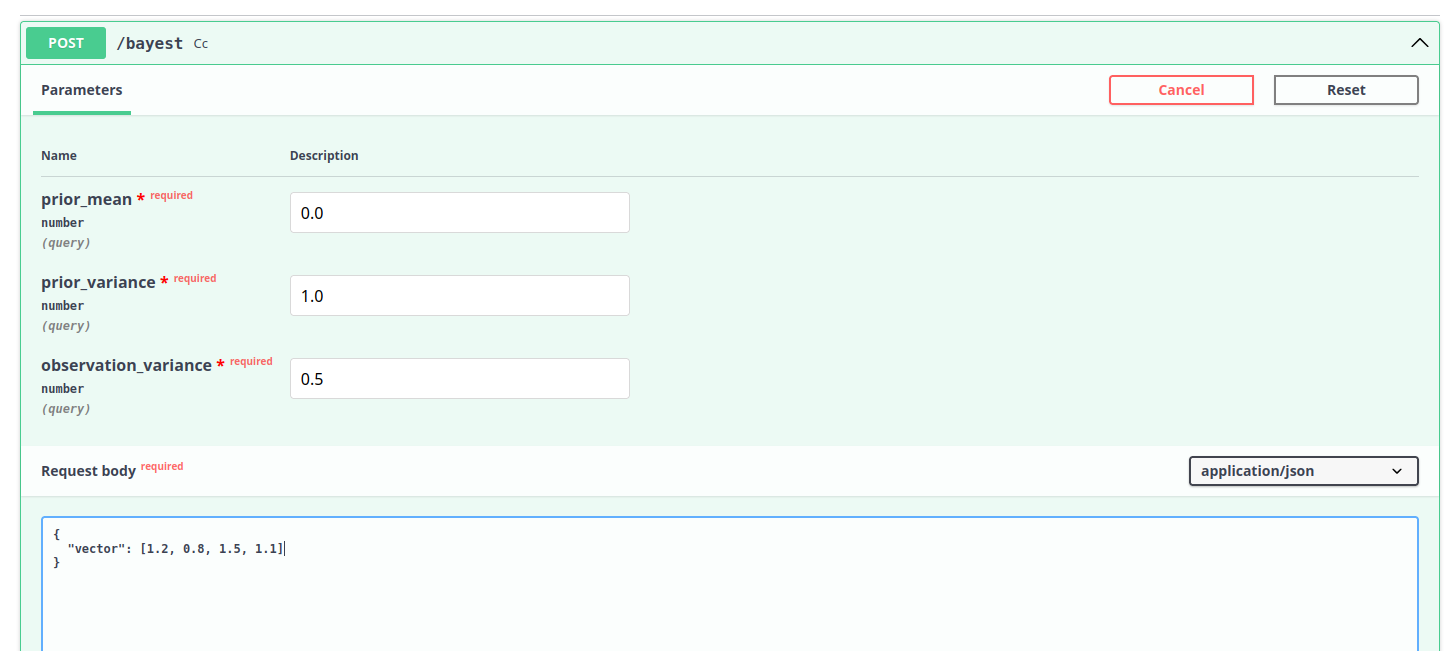 POST /bayest Cc
Parameters Cancel Reset
Name Description
prior_mean * required
number
(query)
0.0
prior_variance * required
number
(query)
1.0
observation_variance * required
number
(query)
0.5
Request body required application/json
{
"vector": [1.2, 0.8, 1.5, 1.1]
}